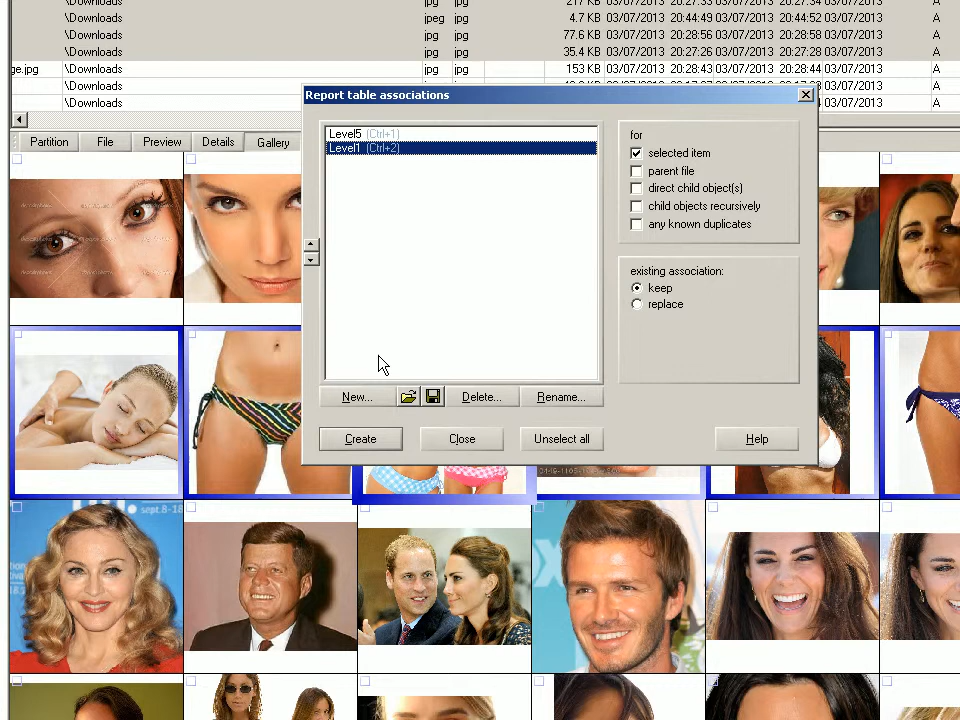 \Downloads jpg jpg 217 KB 03/07/2013 20:27:33 03/07/2013 20:27:34 03/07/2013 A
\Downloads jpeg jpg 4.7 KB 03/07/2013 20:44:49 03/07/2013 20:44:52 03/07/2013 A
\Downloads jpg jpg 77.6 KB 03/07/2013 20:28:56 03/07/2013 20:28:58 03/07/2013 A
\Downloads jpg jpg 35.4 KB 03/07/2013 20:27:26 03/07/2013 20:27:28 03/07/2013 A
ge.jpg \Downloads jpg jpg 153 KB 03/07/2013 20:28:43 03/07/2013 20:28:44 03/07/2013 A
\Downloads A
\Downloads 03/07/2013 A
Report table associations
Partition File Preview Details Gallery
Level5 (Ctrl+1)
Level1 (Ctrl+2)
for
selected item
parent file
direct child object(s)
child objects recursively
any known duplicates
existing association:
keep
replace
New... Delete... Rename...
Create Close Unselect all Help
sept.8-18